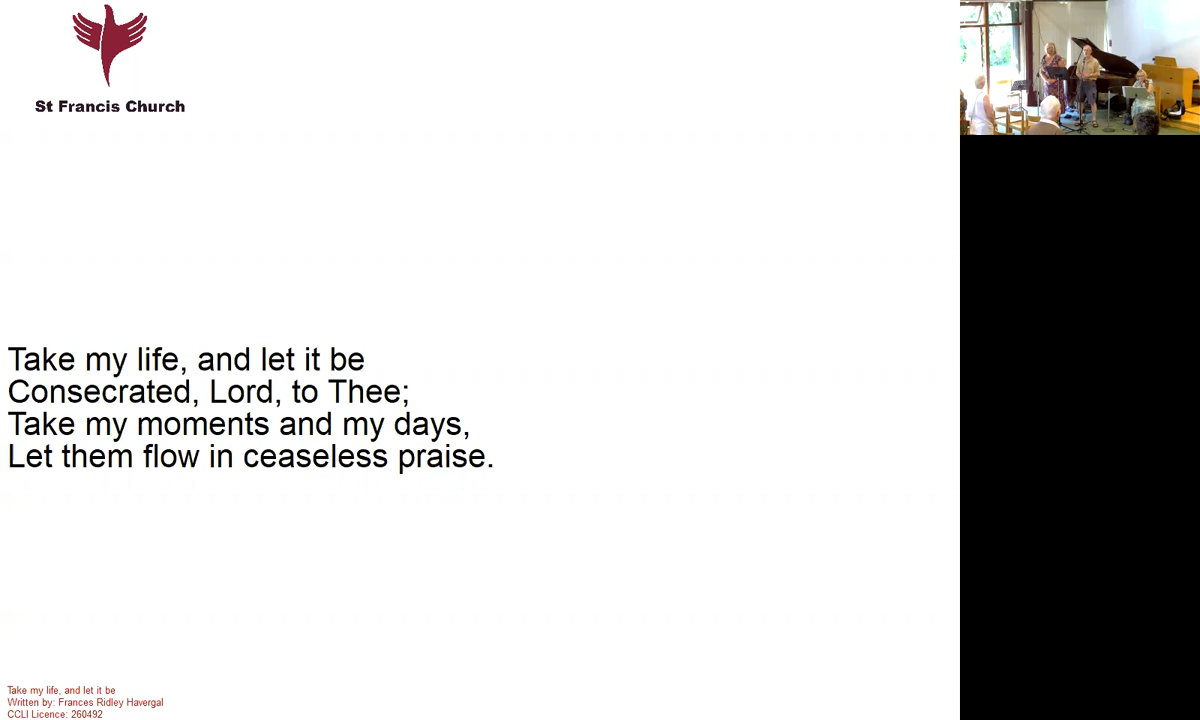 St Francis Church
Take my life, and let it be
Consecrated, Lord, to Thee;
Take my moments and my days,
Let them flow in ceaseless praise.
Take my life, and let it be
Written by: Frances Ridley Havergal
CCLI Licence: 260492